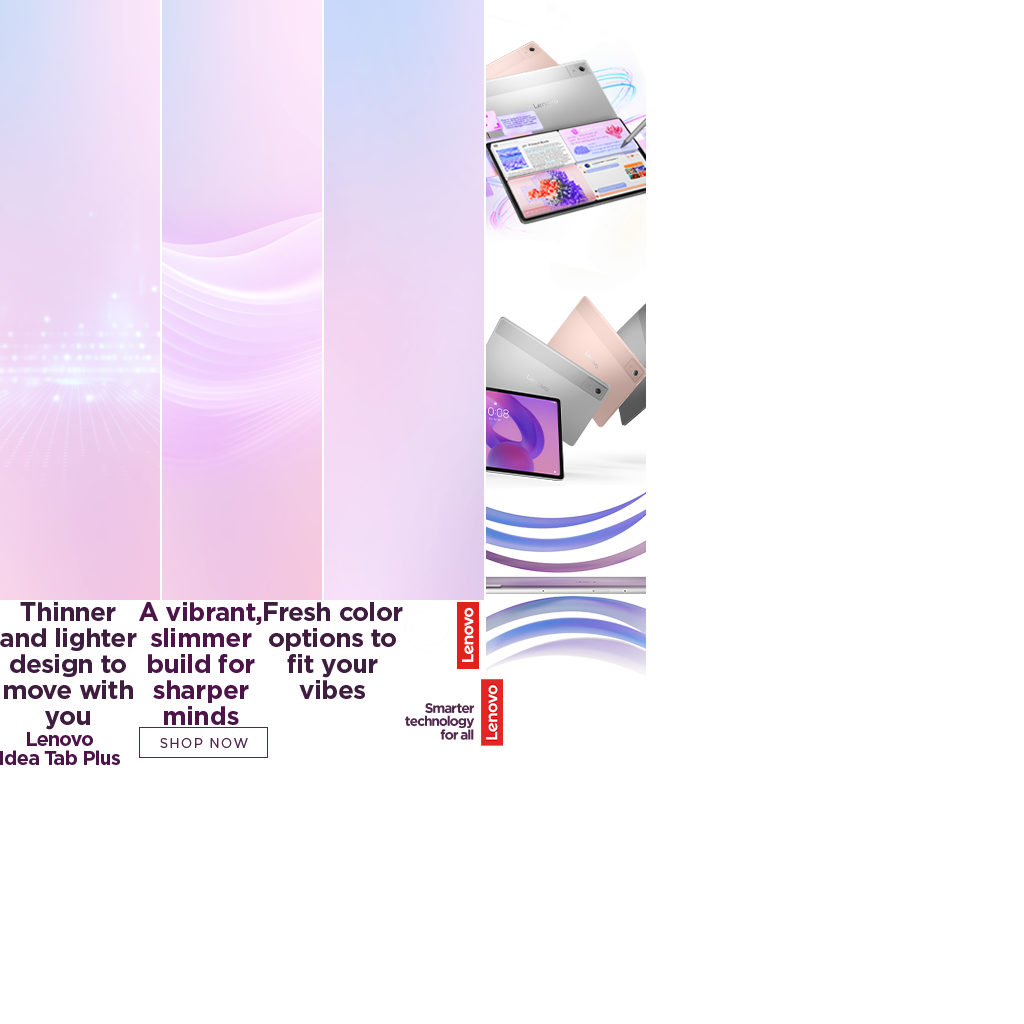 Thinner
and lighter
design to
move with
you
A vibrant,
slimmer
build for
sharper
minds
Fresh color
options to
fit your
vibes
Lenovo
Lenovo
Idea Tab Plus
SHOP NOW
Smarter
technology
for all
Lenovo